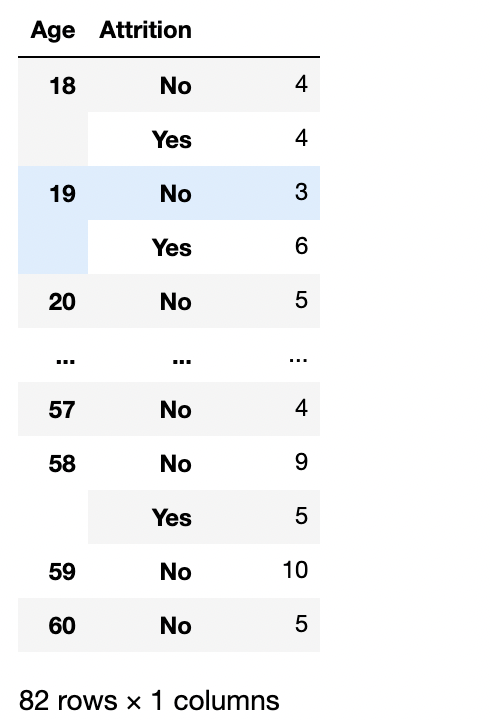 Age Attrition
18 No 4
Yes 4
19 No 3
Yes 6
20 No 5
... ... ...
57 No 4
58 No 9
Yes 5
59 No 10
60 No 5
82 rows × 1 columns